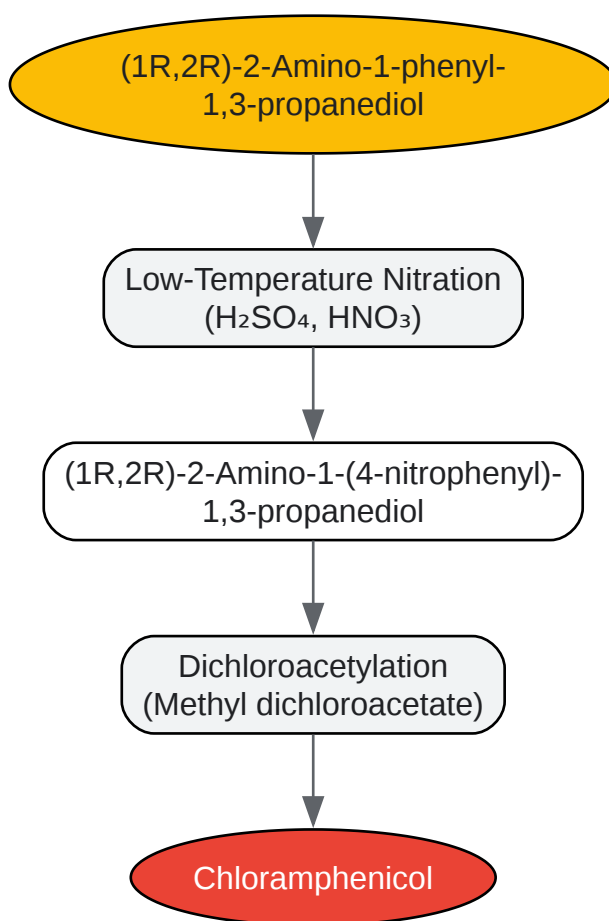 (1R,2R)-2-Amino-1-phenyl-
1,3-propanediol
Low-Temperature Nitration
(H₂SO₄, HNO₃)
(1R,2R)-2-Amino-1-(4-nitrophenyl)-
1,3-propanediol
Dichloroacetylation
(Methyl dichloroacetate)
Chloramphenicol